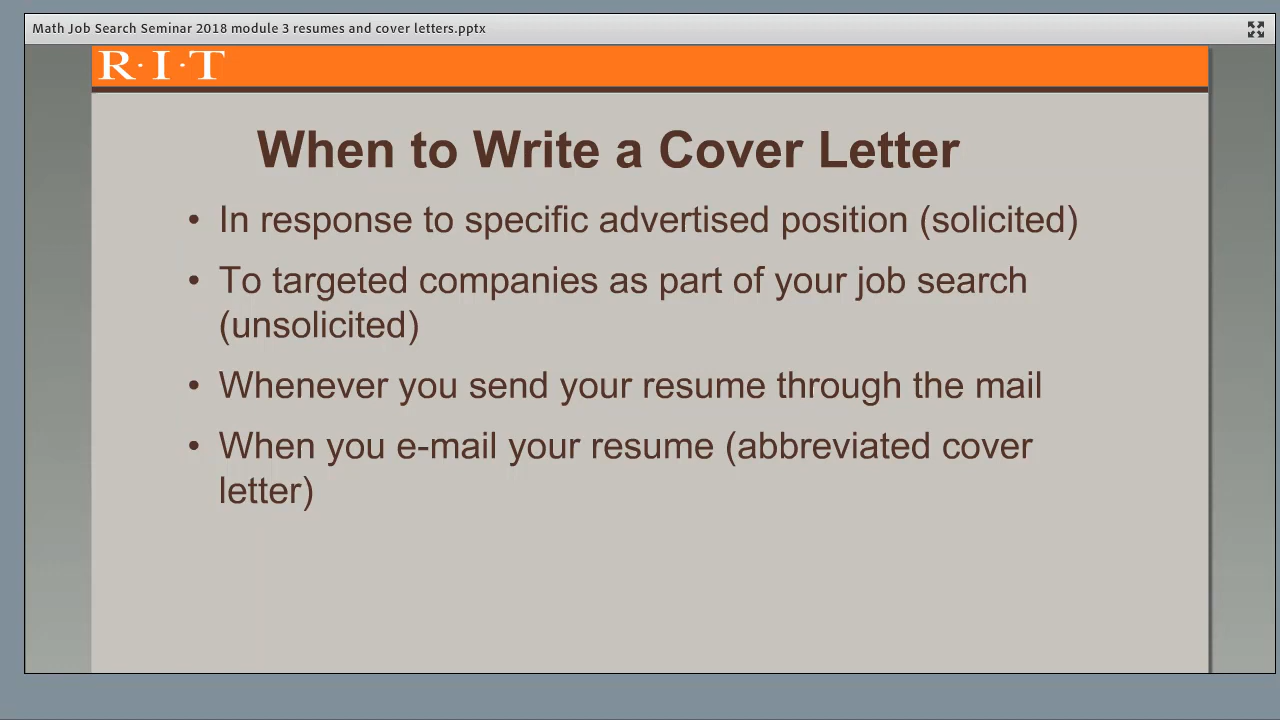 Math Job Search Seminar 2018 module 3 resumes and cover letters.pptx
R·I·T
When to Write a Cover Letter
• In response to specific advertised position (solicited)
• To targeted companies as part of your job search
(unsolicited)
• Whenever you send your resume through the mail
• When you e-mail your resume (abbreviated cover
letter)